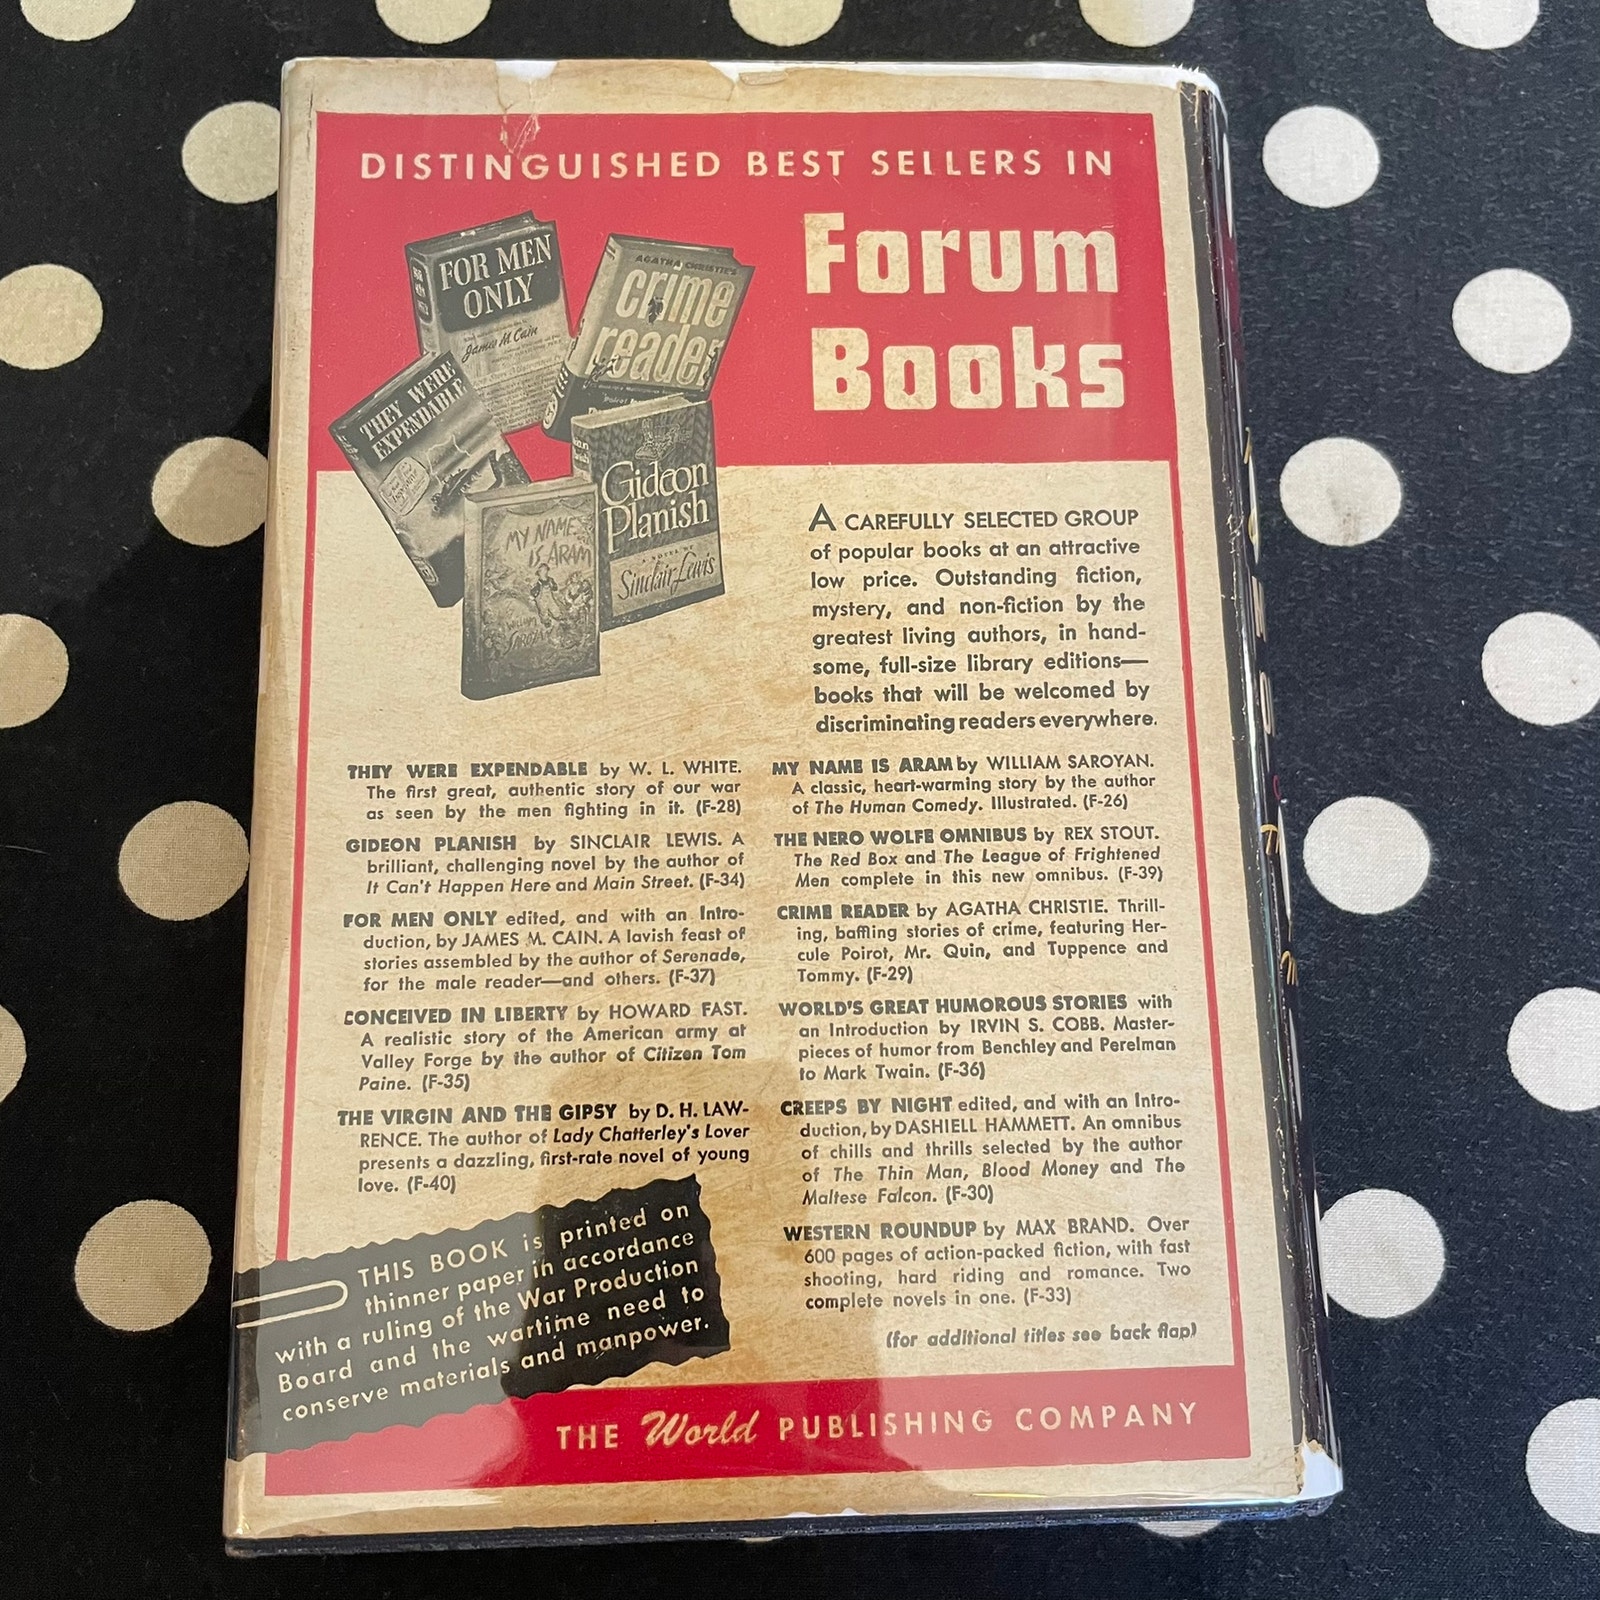 DISTINGUISHED BEST SELLERS IN
Forum
Books
FOR MEN
ONLY
James M. Cain
AGATHA CHRISTIE'S
crime
reader
THEY WERE
EXPENDABLE
Gideon
Planish
A NOVEL BY
Sinclair Lewis
MY NAME
IS ARAM
WILLIAM
SAROYAN
A CAREFULLY SELECTED GROUP
of popular books at an attractive
low price. Outstanding fiction,
mystery, and non-fiction by the
greatest living authors, in hand-
some, full-size library editions—
books that will be welcomed by
discriminating readers everywhere.
THEY WERE EXPENDABLE by W. L. WHITE.
The first great, authentic story of our war
as seen by the men fighting in it. (F-28)
GIDEON PLANISH by SINCLAIR LEWIS. A
brilliant, challenging novel by the author of
It Can't Happen Here and Main Street. (F-34)
FOR MEN ONLY edited, and with an Intro-
duction, by JAMES M. CAIN. A lavish feast of
stories assembled by the author of Serenade,
for the male reader—and others. (F-37)
CONCEIVED IN LIBERTY by HOWARD FAST.
A realistic story of the American army at
Valley Forge by the author of Citizen Tom
Paine. (F-35)
THE VIRGIN AND THE GIPSY by D. H. LAW-
RENCE. The author of Lady Chatterley's Lover
presents a dazzling, first-rate novel of young
love. (F-40)
MY NAME IS ARAM by WILLIAM SAROYAN.
A classic, heart-warming story by the author
of The Human Comedy. Illustrated. (F-26)
THE NERO WOLFE OMNIBUS by REX STOUT.
The Red Box and The League of Frightened
Men complete in this new omnibus. (F-39)
CRIME READER by AGATHA CHRISTIE. Thrill-
ing, baffling stories of crime, featuring Her-
cule Poirot, Mr. Quin, and Tuppence and
Tommy. (F-29)
WORLD'S GREAT HUMOROUS STORIES with
an Introduction by IRVIN S. COBB. Master-
pieces of humor from Benchley and Perelman
to Mark Twain. (F-36)
CREEPS BY NIGHT edited, and with an Intro-
duction, by DASHIELL HAMMETT. An omnibus
of chills and thrills selected by the author
of The Thin Man, Blood Money and The
Maltese Falcon. (F-30)
WESTERN ROUNDUP by MAX BRAND. Over
600 pages of action-packed fiction, with fast
shooting, hard riding and romance. Two
complete novels in one. (F-33)
(for additional titles see back flap)
THIS BOOK is printed on
thinner paper in accordance
with a ruling of the War Production
Board and the wartime need to
conserve materials and manpower.
THE World PUBLISHING COMPANY